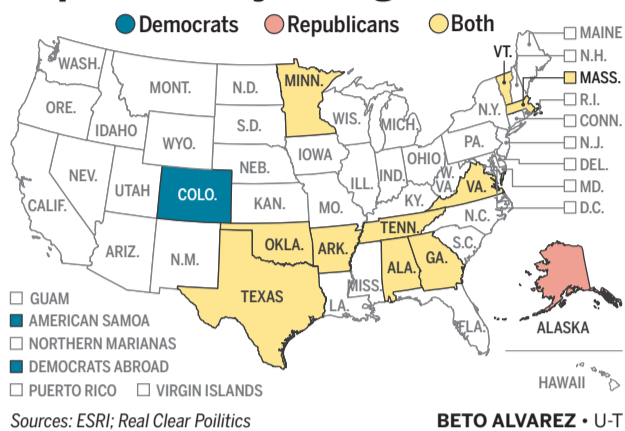 Democrats Republicans Both
MAINE
WASH.
VT.
N.H.
MONT.
N.D.
MINN.
MASS.
ORE.
R.I.
IDAHO
S.D.
WIS.
MICH.
N.Y.
CONN.
WYO.
PA.
N.J.
IOWA
OHIO
DEL.
NEB.
NEV.
UTAH
COLO.
ILL.
IND.
W. VA.
VA.
MD.
CALIF.
KAN.
MO.
KY.
D.C.
N.C.
TENN.
ARIZ.
N.M.
OKLA.
ARK.
S.C.
ALA.
GA.
MISS.
TEXAS
LA.
FLA.
GUAM
AMERICAN SAMOA
ALASKA
NORTHERN MARIANAS
DEMOCRATS ABROAD
HAWAII
PUERTO RICO VIRGIN ISLANDS
Sources: ESRI; Real Clear Poilitics
BETO ALVAREZ • U-T